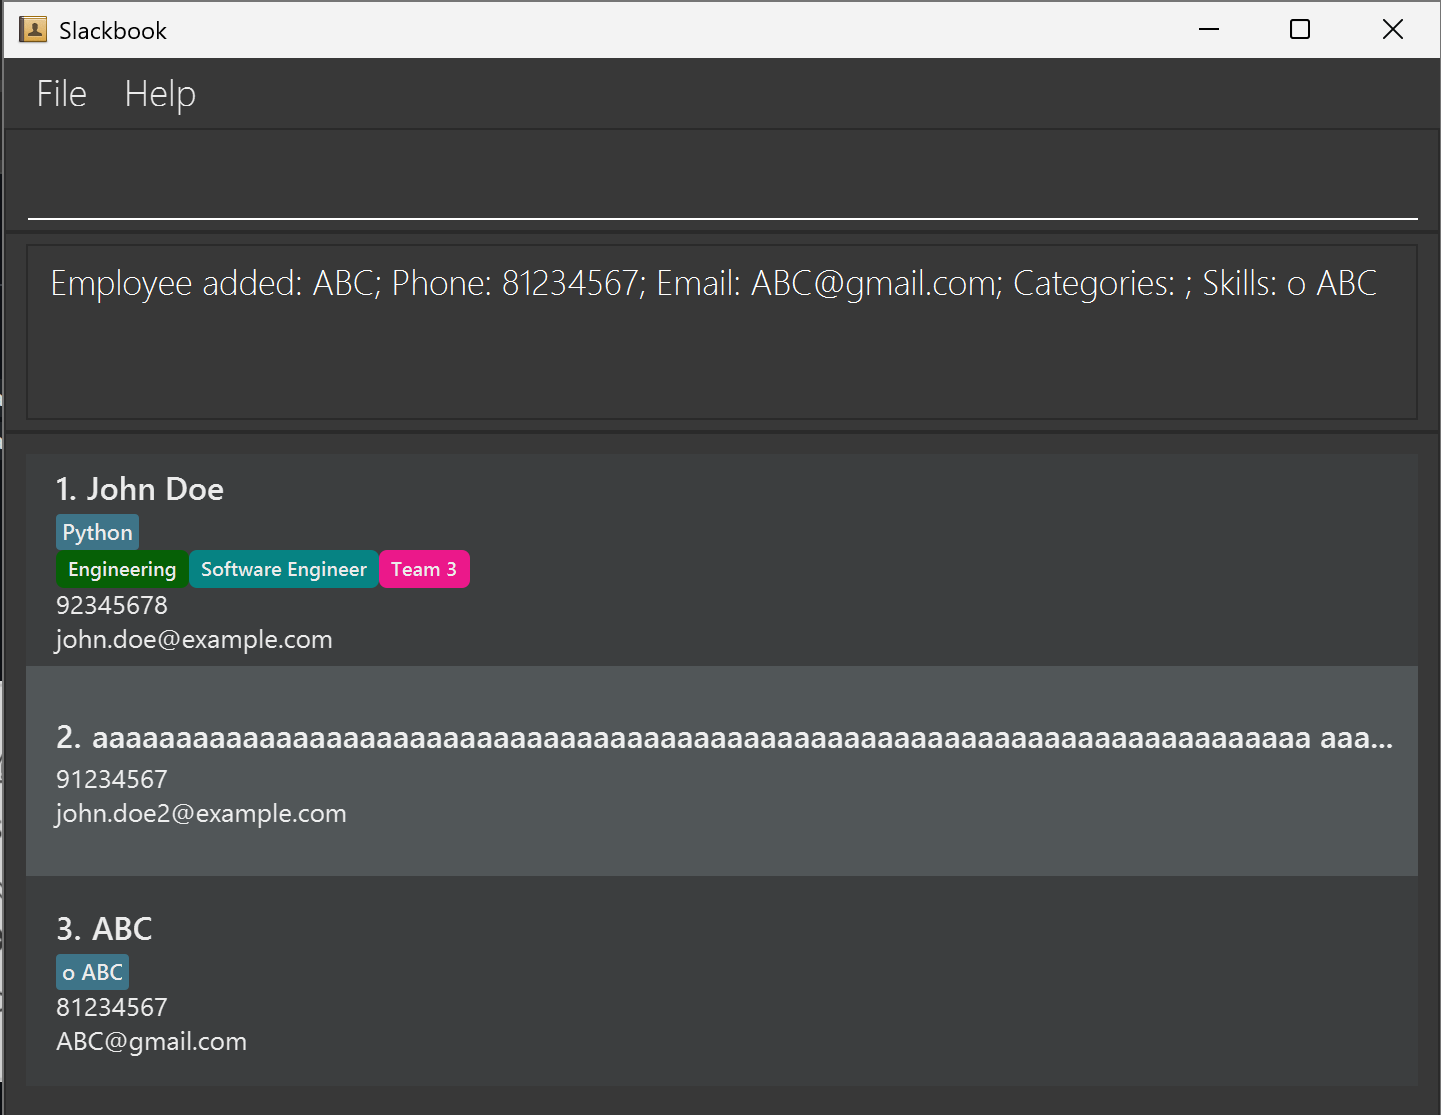 Slackbook
File Help
Employee added: ABC; Phone: 81234567; Email: ABC@gmail.com; Categories: ; Skills: o ABC
1. John Doe
Python
Engineering Software Engineer Team 3
92345678
john.doe@example.com
2. aaaaaaaaaaaaaaaaaaaaaaaaaaaaaaaaaaaaaaaaaaaaaaaaaaaaaaaaaaaaaaaaaaaaaaaaa aaa...
91234567
john.doe2@example.com
3. ABC
o ABC
81234567
ABC@gmail.com